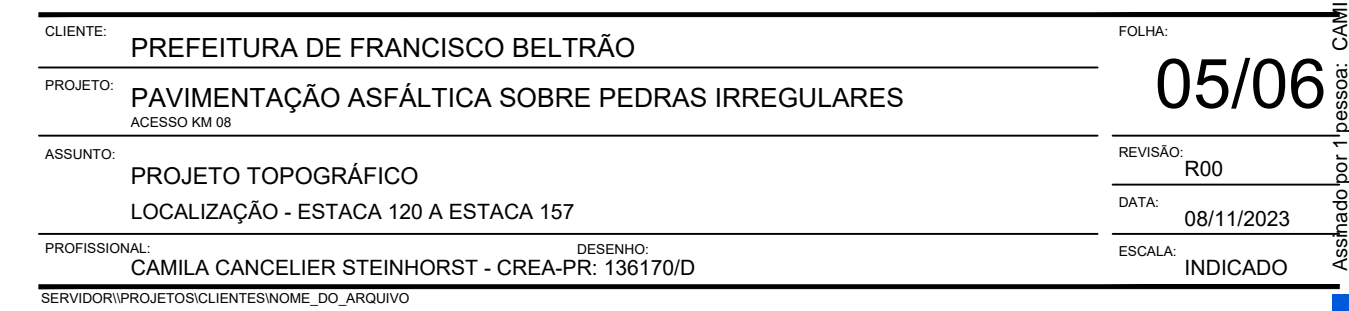 CLIENTE:
PREFEITURA DE FRANCISCO BELTRÃO
FOLHA:
05/06
PROJETO:
PAVIMENTAÇÃO ASFÁLTICA SOBRE PEDRAS IRREGULARES
ACESSO KM 08
ASSUNTO:
PROJETO TOPOGRÁFICO
LOCALIZAÇÃO - ESTACA 120 A ESTACA 157
REVISÃO:
R00
DATA:
08/11/2023
PROFISSIONAL:
CAMILA CANCELIER STEINHORST - CREA-PR: 136170/D
DESENHO:
ESCALA:
INDICADO
SERVIDOR\\PROJETOS\CLIENTES\NOME_DO_ARQUIVO
Assinado por 1 pessoa: CAMI